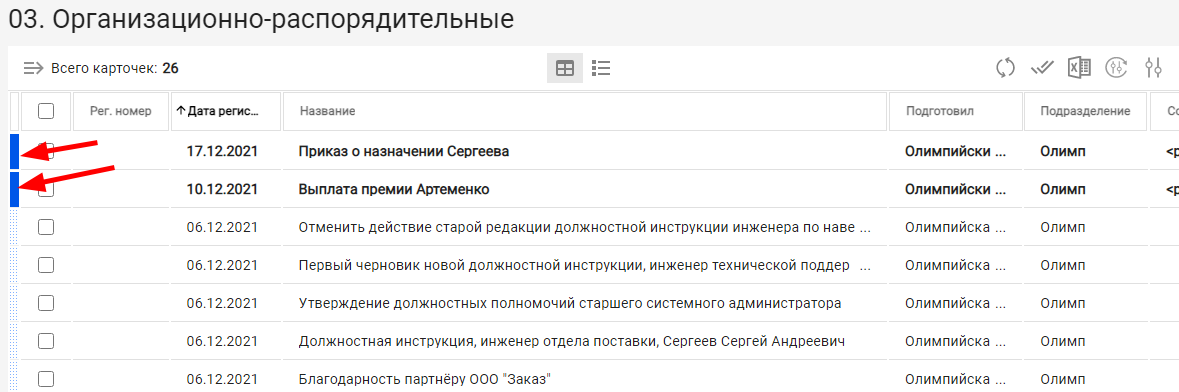 03. Организационно-распорядительные
Всего карточек: 26
Рег. номер Дата регис... Название Подготовил Подразделение Сс
17.12.2021 Приказ о назначении Сергеева Олимпийски ... Олимп <р
10.12.2021 Выплата премии Артеменко Олимпийски ... Олимп <р
06.12.2021 Отменить действие старой редакции должностной инструкции инженера по наве ... Олимпийска ... Олимп
06.12.2021 Первый черновик новой должностной инструкции, инженер технической поддер ... Олимпийска ... Олимп
06.12.2021 Утверждение должностных полномочий старшего системного администратора Олимпийска ... Олимп
06.12.2021 Должностная инструкция, инженер отдела поставки, Сергеев Сергей Андреевич Олимпийска ... Олимп
06.12.2021 Благодарность партнёру ООО "Заказ" Олимпийска ... Олимп